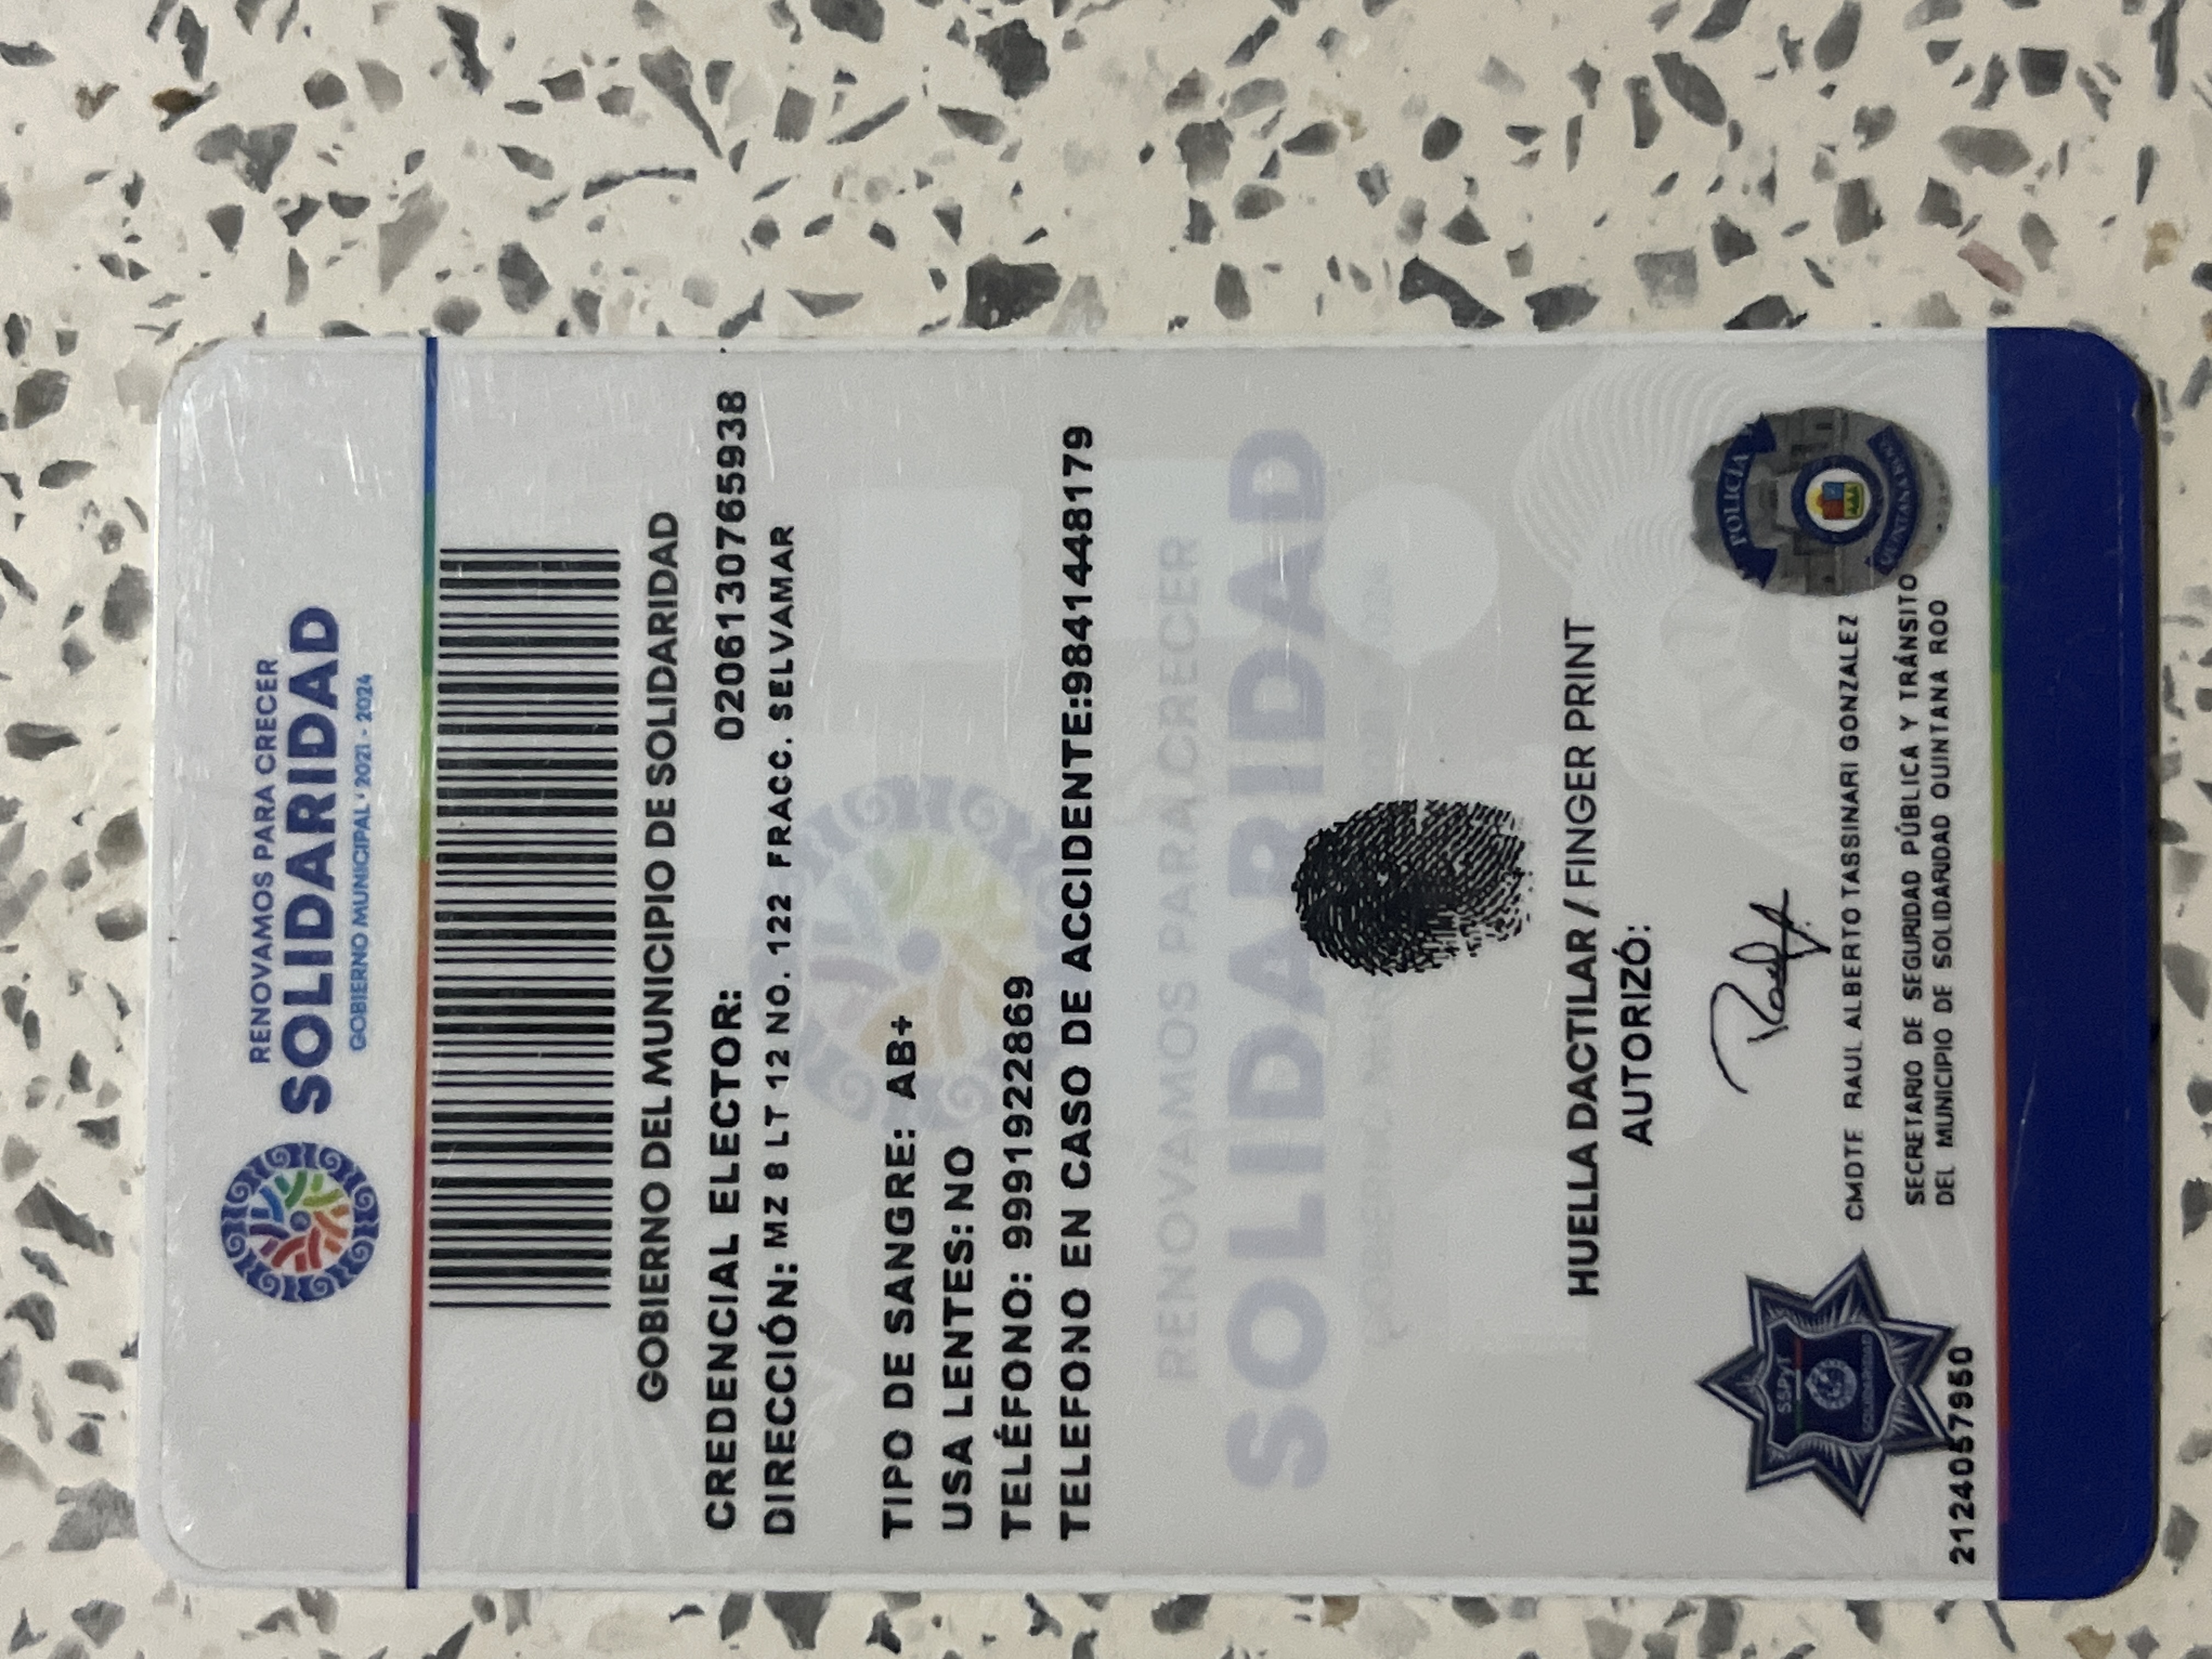 RENOVAMOS PARA CRECER
SOLIDARIDAD
GOBIERNO MUNICIPAL • 2021 - 2024
GOBIERNO DEL MUNICIPIO DE SOLIDARIDAD
CREDENCIAL ELECTOR: 0206130765938
DIRECCIÓN: MZ 8 LT 12 NO. 122 FRACC. SELVAMAR
TIPO DE SANGRE: AB+
USA LENTES: NO
TELÉFONO: 9991922869
TELEFONO EN CASO DE ACCIDENTE:9841448179
RENOVAMOS PARA CRECER
SOLIDARIDAD
HUELLA DACTILAR / FINGER PRINT
AUTORIZÓ:
CMDTE RAUL ALBERTO TASSINARI GONZALEZ
SECRETARIO DE SEGURIDAD PÚBLICA Y TRÁNSITO
DEL MUNICIPIO DE SOLIDARIDAD QUINTANA ROO
SSPYT
SOLIDARIDAD
POLICÍA
QUINTANA ROO
2124057950